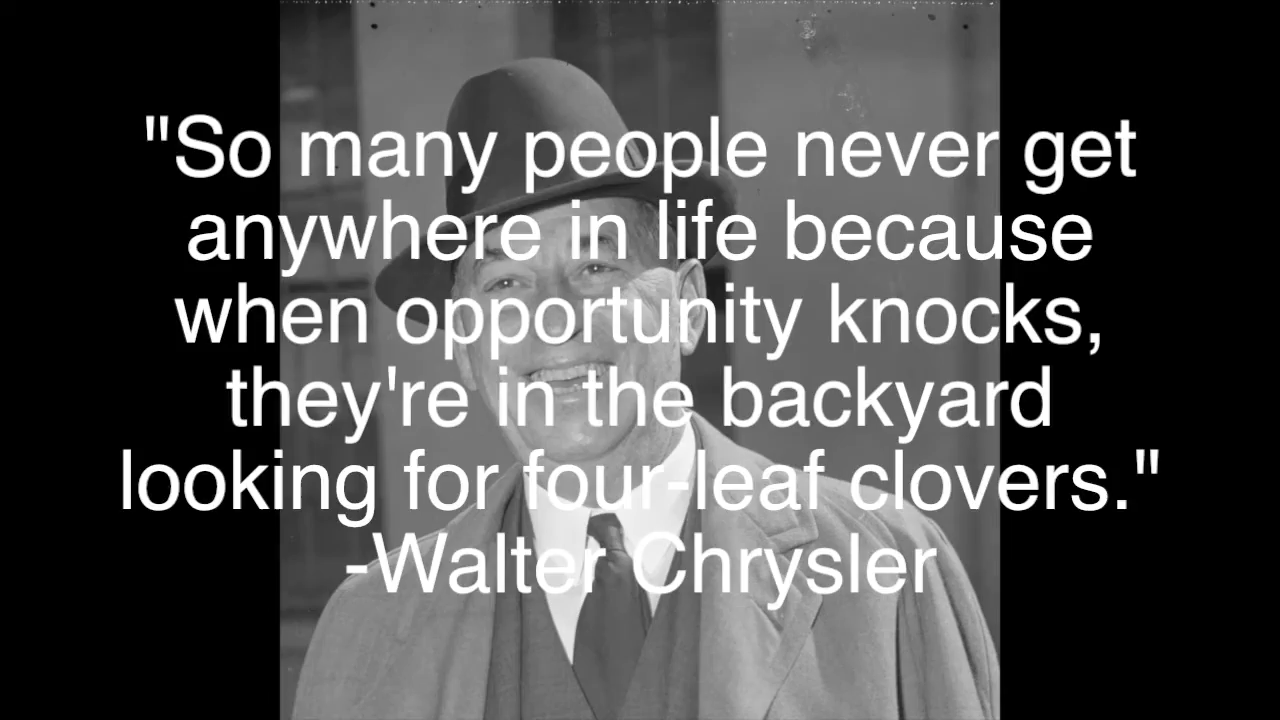 "So many people never get
anywhere in life because
when opportunity knocks,
they're in the backyard
looking for four-leaf clovers."
-Walter Chrysler